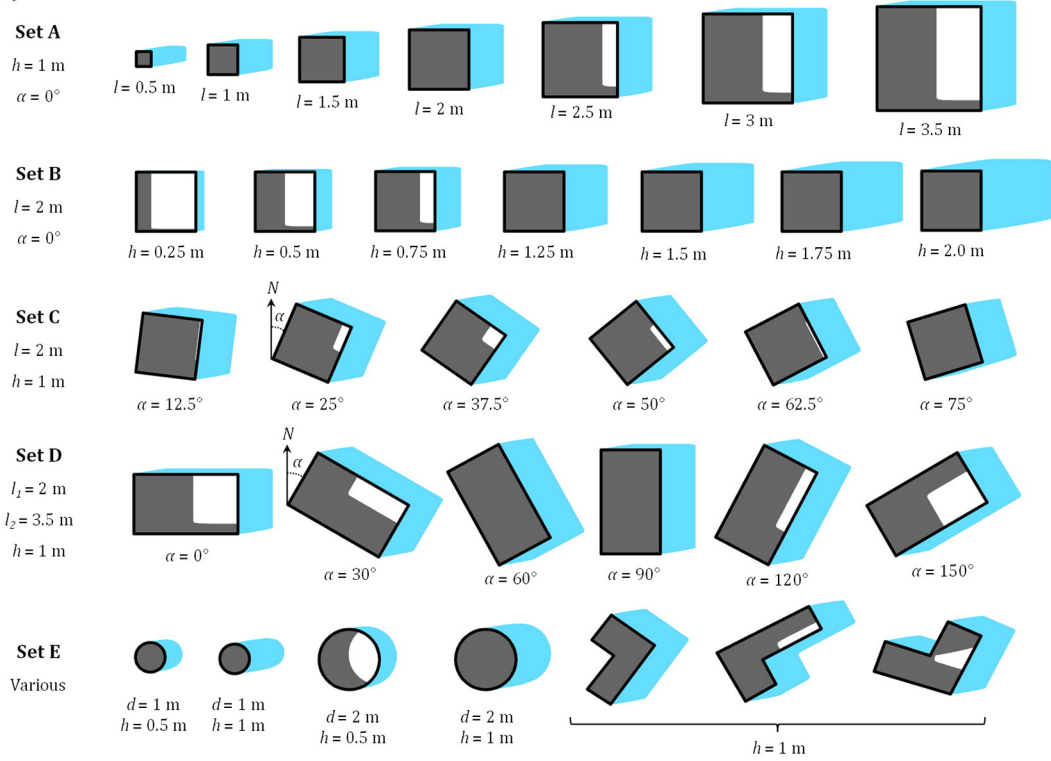 Set A
h = 1 m
α = 0°
l = 0.5 m
l = 1 m
l = 1.5 m
l = 2 m
l = 2.5 m
l = 3 m
l = 3.5 m
Set B
l = 2 m
α = 0°
h = 0.25 m
h = 0.5 m
h = 0.75 m
h = 1.25 m
h = 1.5 m
h = 1.75 m
h = 2.0 m
Set C
l = 2 m
h = 1 m
N
α
α = 12.5°
α = 25°
α = 37.5°
α = 50°
α = 62.5°
α = 75°
Set D
l₁ = 2 m
l₂ = 3.5 m
h = 1 m
N
α
α = 0°
α = 30°
α = 60°
α = 90°
α = 120°
α = 150°
Set E
Various
d = 1 m
h = 0.5 m
d = 1 m
h = 1 m
d = 2 m
h = 0.5 m
d = 2 m
h = 1 m
h = 1 m